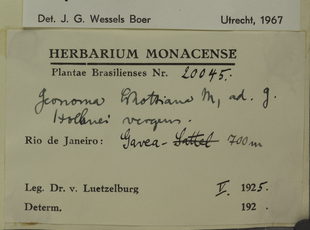 Det. J. G. Wessels Boer Utrecht, 1967
HERBARIUM MONACENSE
Plantae Brasilienses Nr. 20045.
Geonoma Schottiana M, ad. g.
vergens.
Rio de Janeiro: Gavea - Sattel 700 m
Leg. Dr. v. Luetzelburg V. 1925.
Determ. 192 .